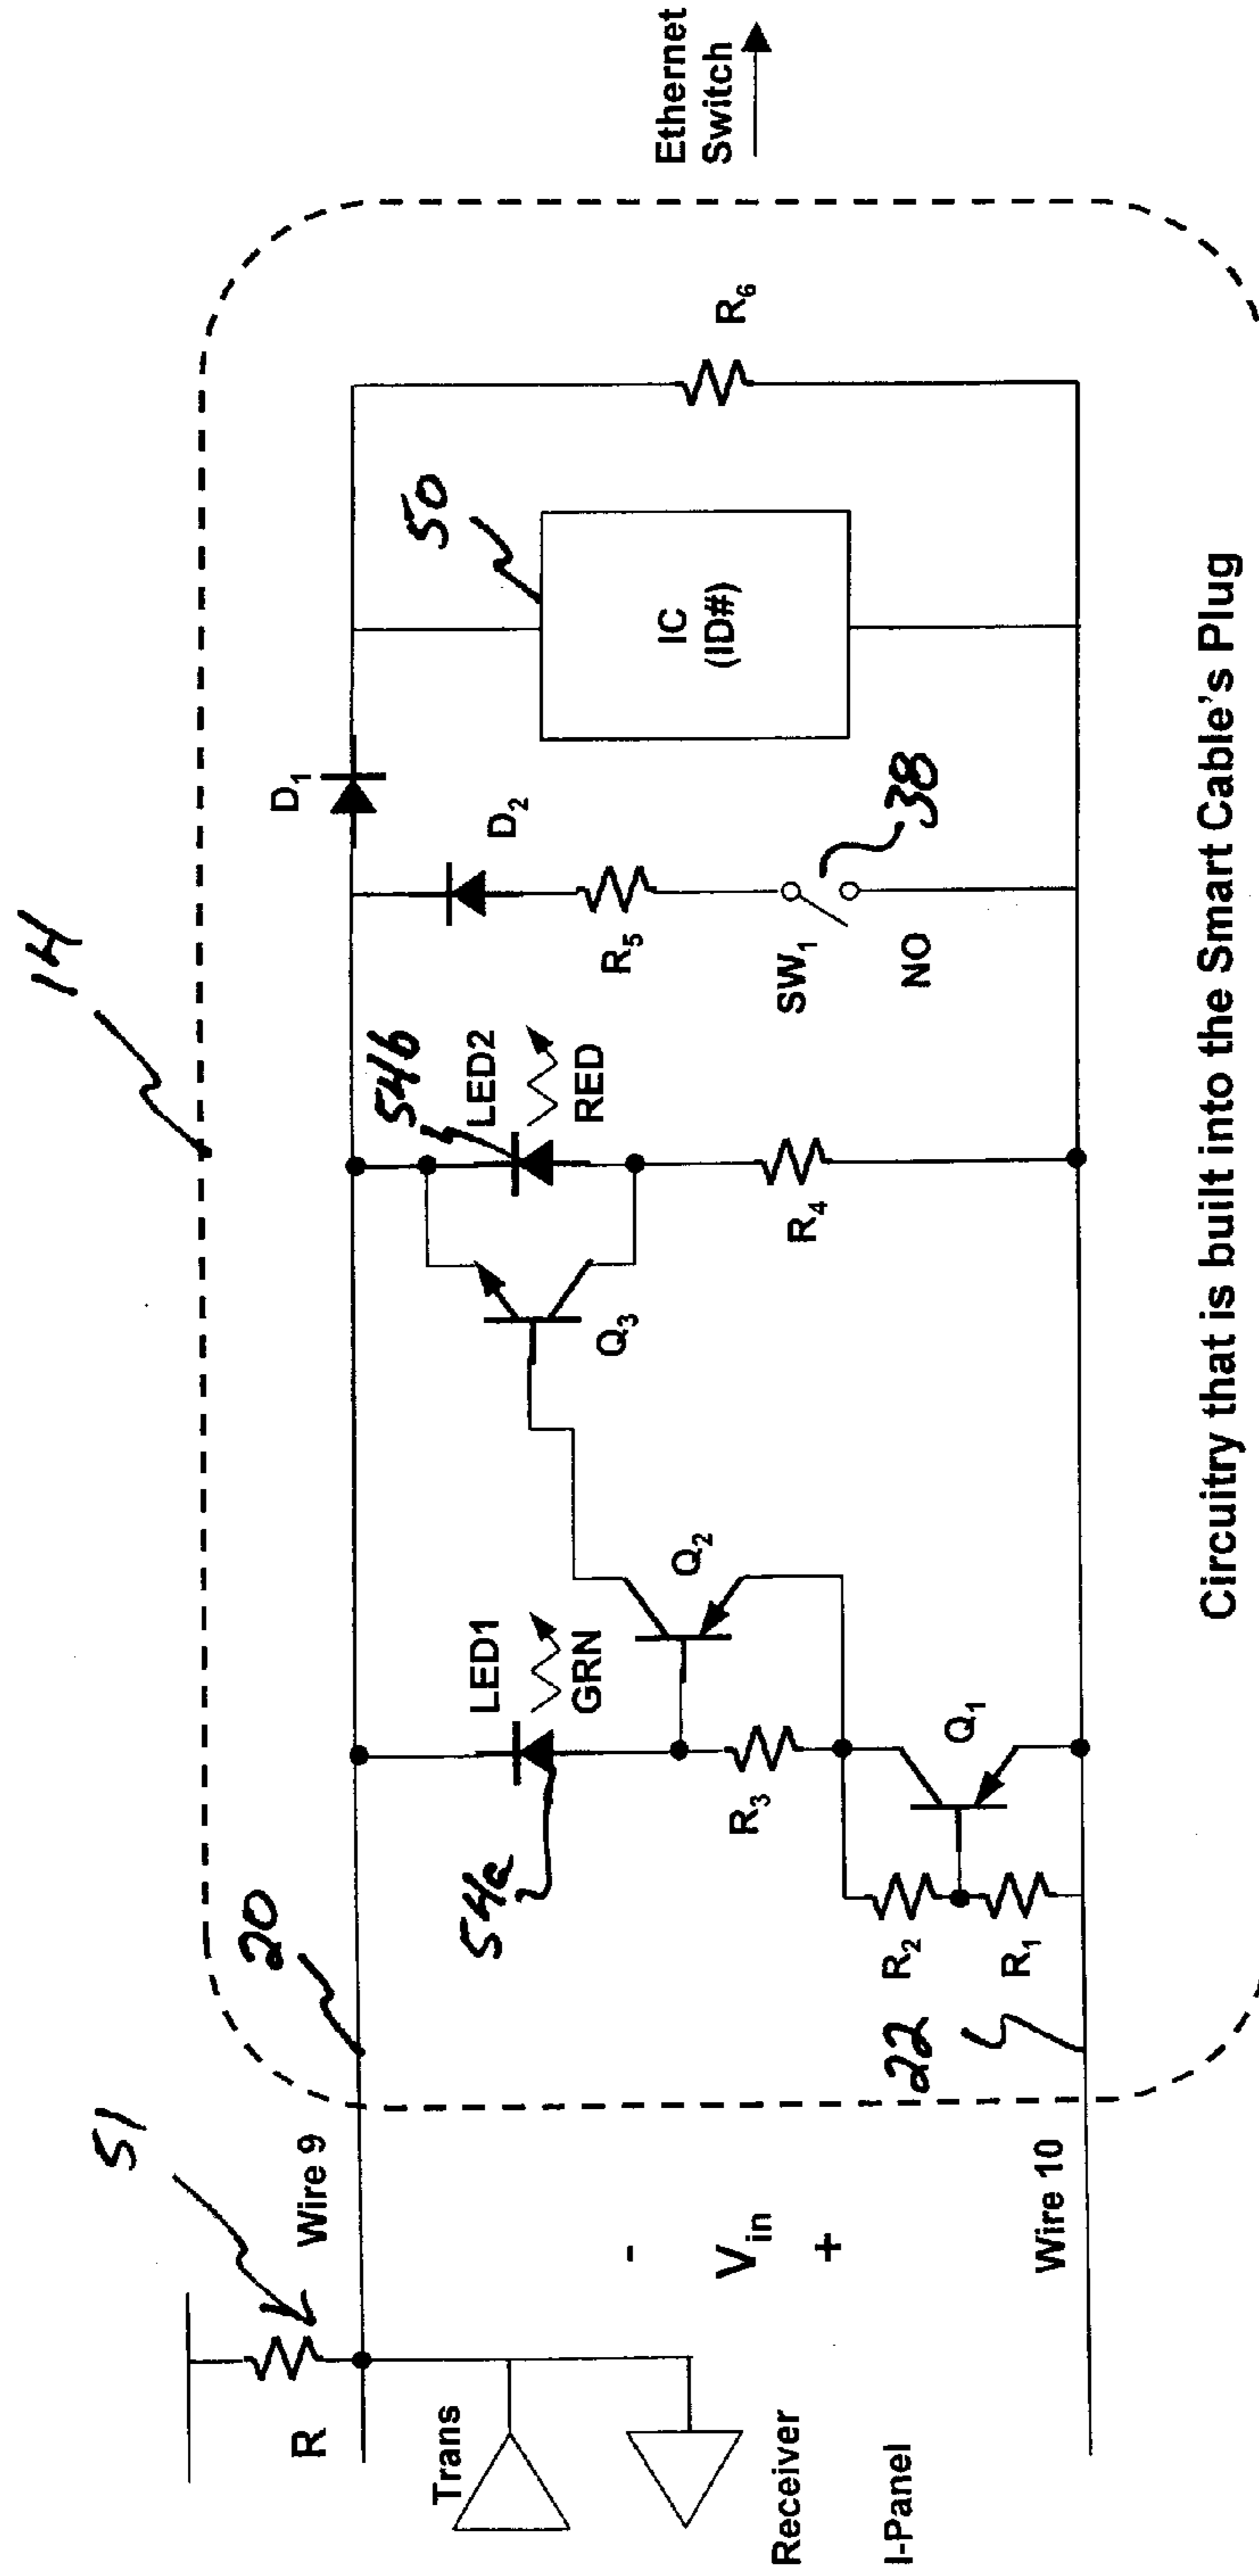 14
51
R
Wire 9
20
Trans
Receiver
I-Panel
-
Vin
+
Wire 10
22
54a
LED1
GRN
R3
R2
R1
Q1
Q2
Q3
54b
LED2
RED
R4
D1
D2
R5
SW1
NO
38
50
IC
(ID#)
R6
Ethernet
Switch
Circuitry that is built into the Smart Cable's Plug